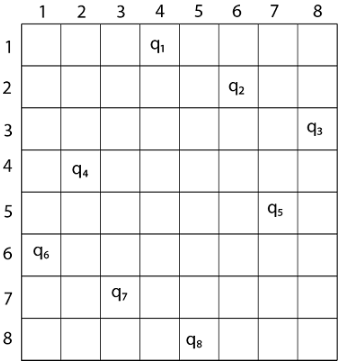 1 2 3 4 5 6 7 8
1 q₁
2 q₂
3 q₃
4 q₄
5 q₅
6 q₆
7 q₇
8 q₈